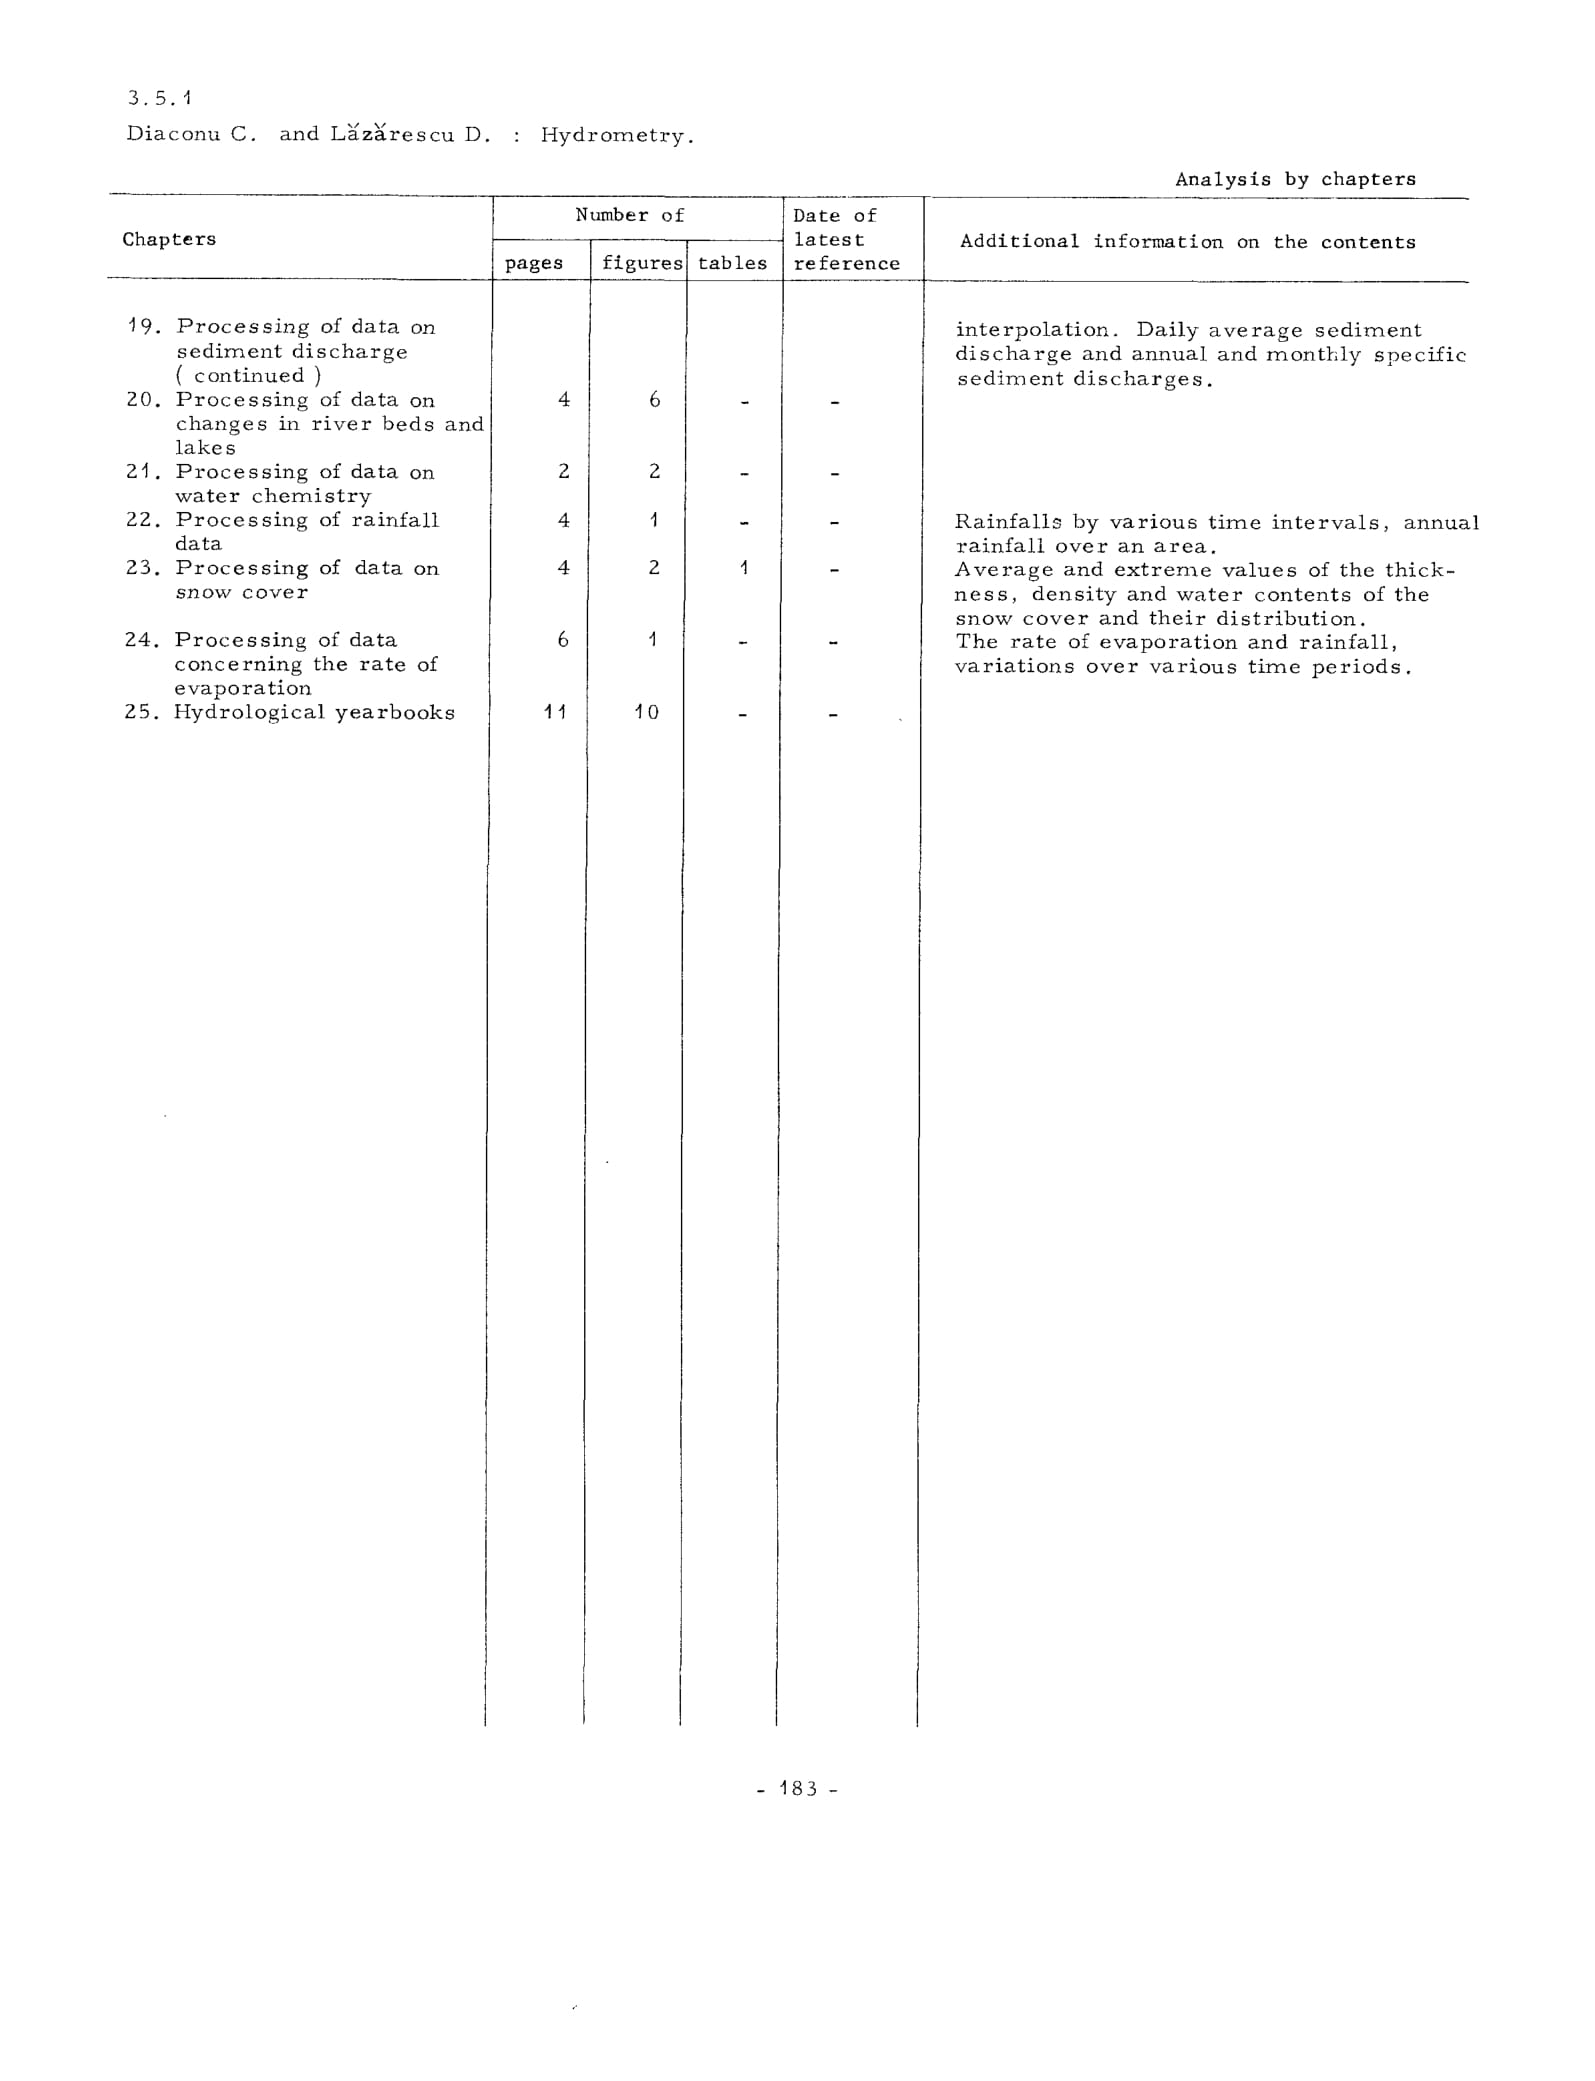 3.5.1
Diaconu C. and Lăzărescu D. : Hydrometry.
Analysis by chapters
Chapters
Number of
pages figures tables
Date of
latest
reference
Additional information on the contents
19. Processing of data on interpolation. Daily average sediment
sediment discharge discharge and annual and monthly specific
( continued ) sediment discharges.
20. Processing of data on 4 6 - -
changes in river beds and
lakes
21. Processing of data on 2 2 - -
water chemistry
22. Processing of rainfall 4 1 - - Rainfalls by various time intervals, annual
data rainfall over an area.
23. Processing of data on 4 2 1 - Average and extreme values of the thick-
snow cover ness, density and water contents of the
snow cover and their distribution.
24. Processing of data 6 1 - - The rate of evaporation and rainfall,
concerning the rate of variations over various time periods.
evaporation
25. Hydrological yearbooks 11 10 - -
- 183 -